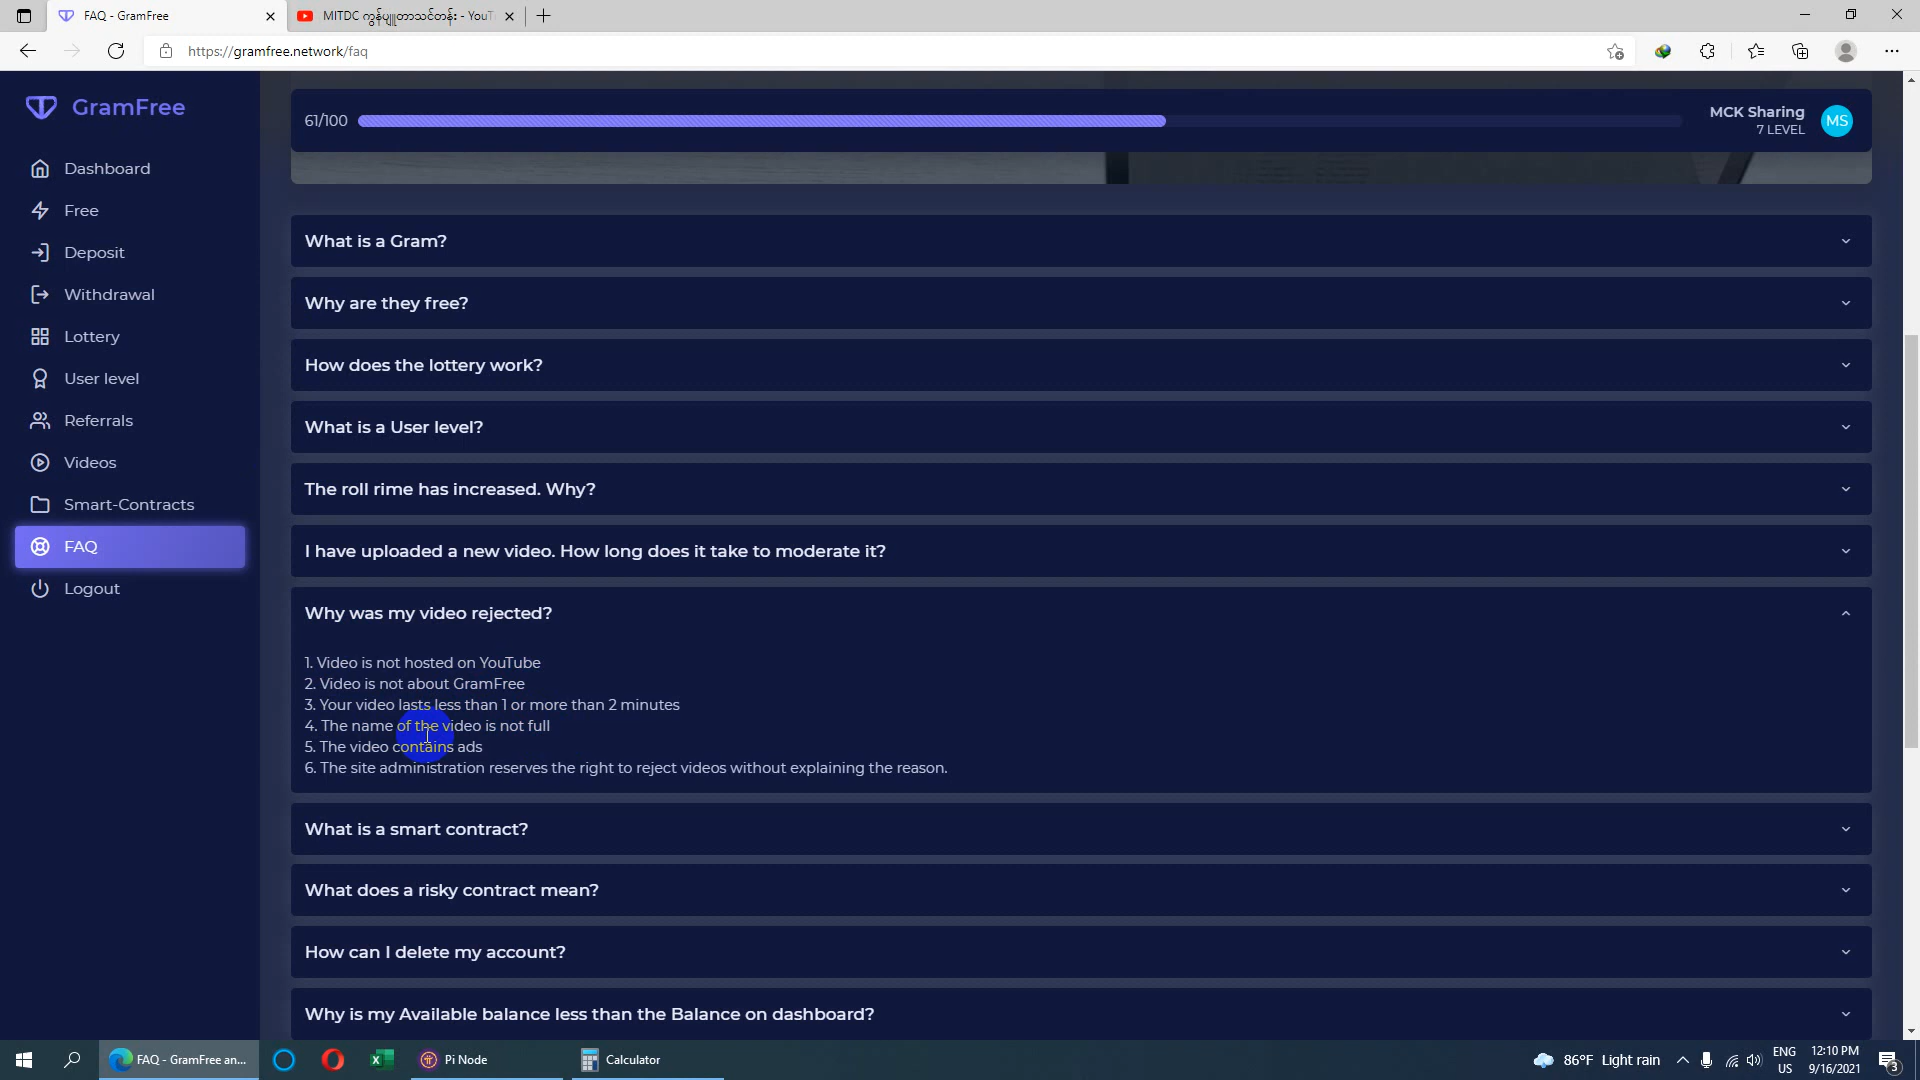 FAQ - GramFree
MITDC ကွန်ပျူတာသင်တန်း - YouT
https://gramfree.network/faq
GramFree
61/100
MCK Sharing
7 LEVEL
MS
Dashboard
Free
Deposit
Withdrawal
Lottery
User level
Referrals
Videos
Smart-Contracts
FAQ
Logout
What is a Gram?
Why are they free?
How does the lottery work?
What is a User level?
The roll rime has increased. Why?
I have uploaded a new video. How long does it take to moderate it?
Why was my video rejected?
1. Video is not hosted on YouTube
2. Video is not about GramFree
3. Your video lasts less than 1 or more than 2 minutes
4. The name of the video is not full
5. The video contains ads
6. The site administration reserves the right to reject videos without explaining the reason.
What is a smart contract?
What does a risky contract mean?
How can I delete my account?
Why is my Available balance less than the Balance on dashboard?
FAQ - GramFree an...
Pi Node
Calculator
86°F Light rain
ENG
US
12:10 PM
9/16/2021
3